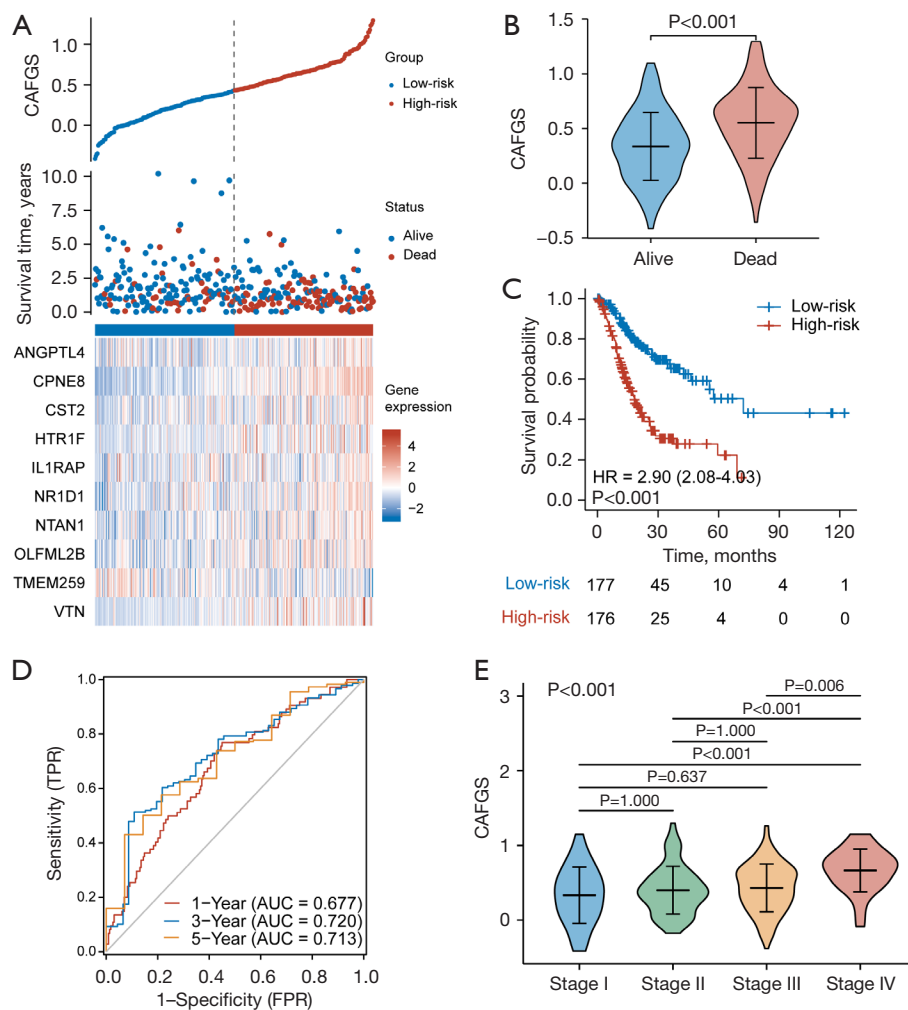 A
CAFGS
1.0
0.5
0.0
Group
Low-risk
High-risk
Survival time, years
10.0
7.5
5.0
2.5
0.0
Status
Alive
Dead
ANGPTL4
CPNE8
CST2
HTR1F
IL1RAP
NR1D1
NTAN1
OLFML2B
TMEM259
VTN
Gene
expression
4
2
0
−2
B
P<0.001
CAFGS
1.5
1.0
0.5
0.0
−0.5
Alive
Dead
C
Survival probability
1.0
0.8
0.6
0.4
0.2
0.0
Low-risk
High-risk
HR = 2.90 (2.08-4.03)
P<0.001
0 30 60 90 120
Time, months
Low-risk 177 45 10 4 1
High-risk 176 25 4 0 0
D
Sensitivity (TPR)
1.0
0.8
0.6
0.4
0.2
0.0
1−Year (AUC = 0.677)
3−Year (AUC = 0.720)
5−Year (AUC = 0.713)
0.0 0.2 0.4 0.6 0.8 1.0
1−Specificity (FPR)
E
CAFGS
3
2
1
0
P<0.001
P=0.006
P<0.001
P=1.000
P<0.001
P=0.637
P=1.000
Stage I Stage II Stage III Stage IV